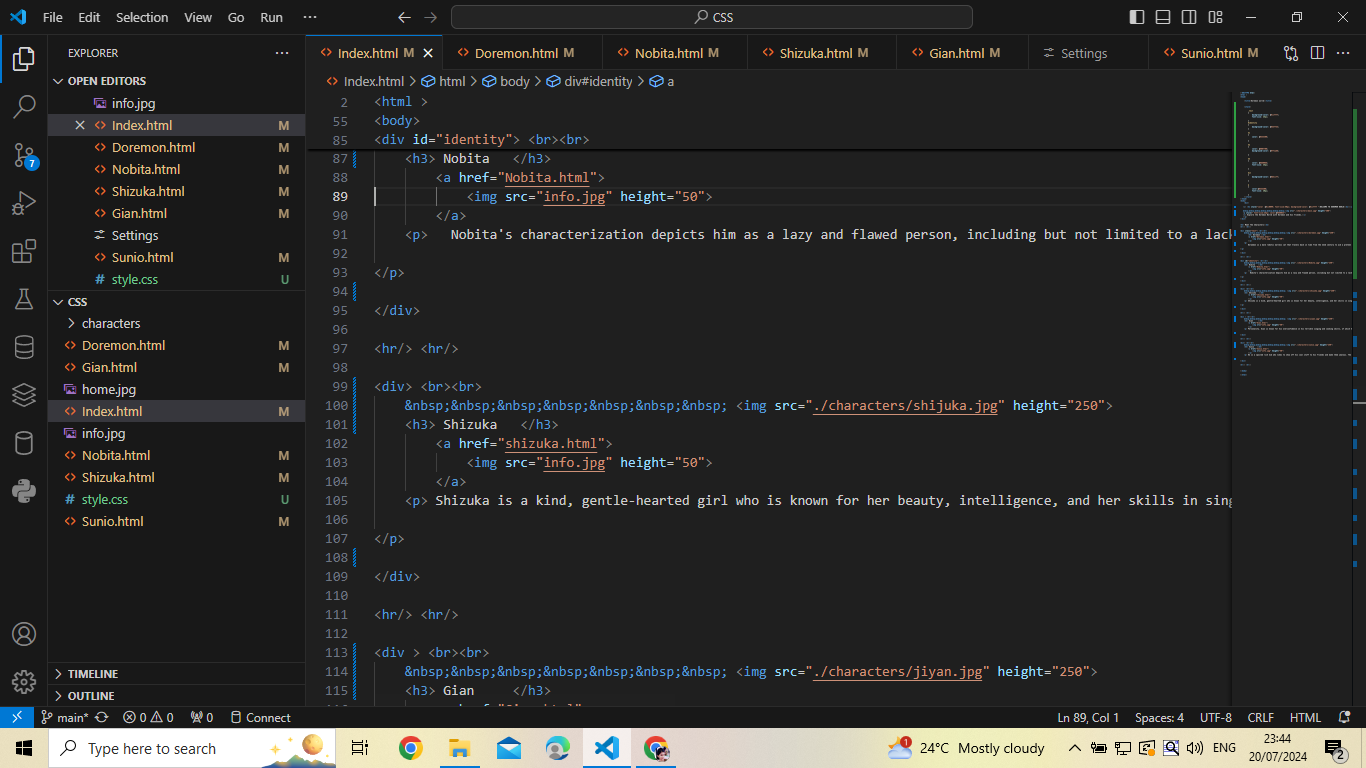 File Edit Selection View Go Run ··· CSS
EXPLORER ···
OPEN EDITORS
info.jpg
Index.html M
Doremon.html M
Nobita.html M
Shizuka.html M
Gian.html M
Settings
Sunio.html M
style.css U
CSS
characters
Doremon.html M
Gian.html M
home.jpg
Index.html M
info.jpg
Nobita.html M
Shizuka.html M
style.css U
Sunio.html M
TIMELINE
OUTLINE
Index.html M Doremon.html M Nobita.html M Shizuka.html M Gian.html M Settings Sunio.html M ···
Index.html > html > body > div#identity > a
2 <html >
55 <body>
85 <div id="identity"> <br><br>
87 <h3> Nobita </h3>
88 <a href="Nobita.html">
89 <img src="info.jpg" height="50">
90 </a>
91 <p> Nobita's characterization depicts him as a lazy and flawed person, including but not limited to a lack
92
93 </p>
94
95 </div>
96
97 <hr/> <hr/>
98
99 <div> <br><br>
100 &nbsp;&nbsp;&nbsp;&nbsp;&nbsp;&nbsp;&nbsp; <img src="./characters/shijuka.jpg" height="250">
101 <h3> Shizuka </h3>
102 <a href="shizuka.html">
103 <img src="info.jpg" height="50">
104 </a>
105 <p> Shizuka is a kind, gentle-hearted girl who is known for her beauty, intelligence, and her skills in sing
106
107 </p>
108
109 </div>
110
111 <hr/> <hr/>
112
113 <div > <br><br>
114 &nbsp;&nbsp;&nbsp;&nbsp;&nbsp;&nbsp;&nbsp; <img src="./characters/jiyan.jpg" height="250">
115 <h3> Gian </h3>
7
main* 0 0 0 Connect Ln 89, Col 1 Spaces: 4 UTF-8 CRLF HTML
Type here to search 1 24°C Mostly cloudy ENG 23:44
20/07/2024 2